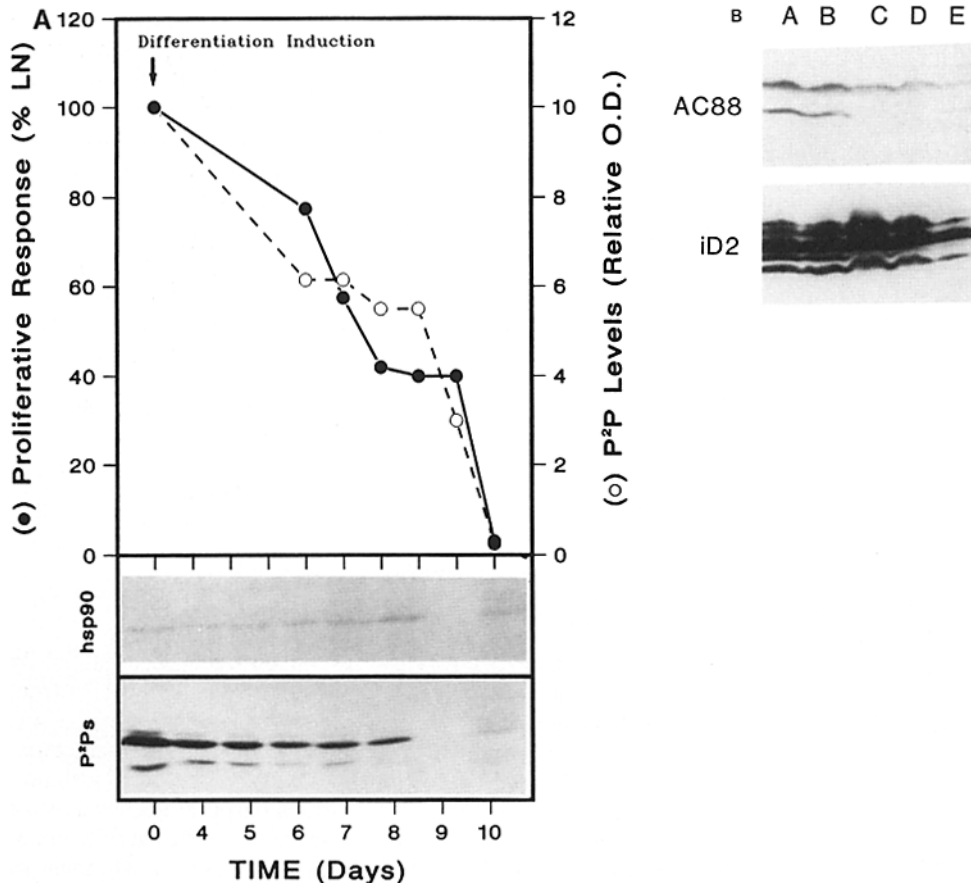 A
Differentiation Induction
(●) Proliferative Response (% LN)
120
100
80
60
40
20
0
12
10
8
6
4
2
0
(○) P²P Levels (Relative O.D.)
hsp90
P²Ps
0 4 5 6 7 8 10
TIME (Days)
B
A B C D E
AC88
iD2